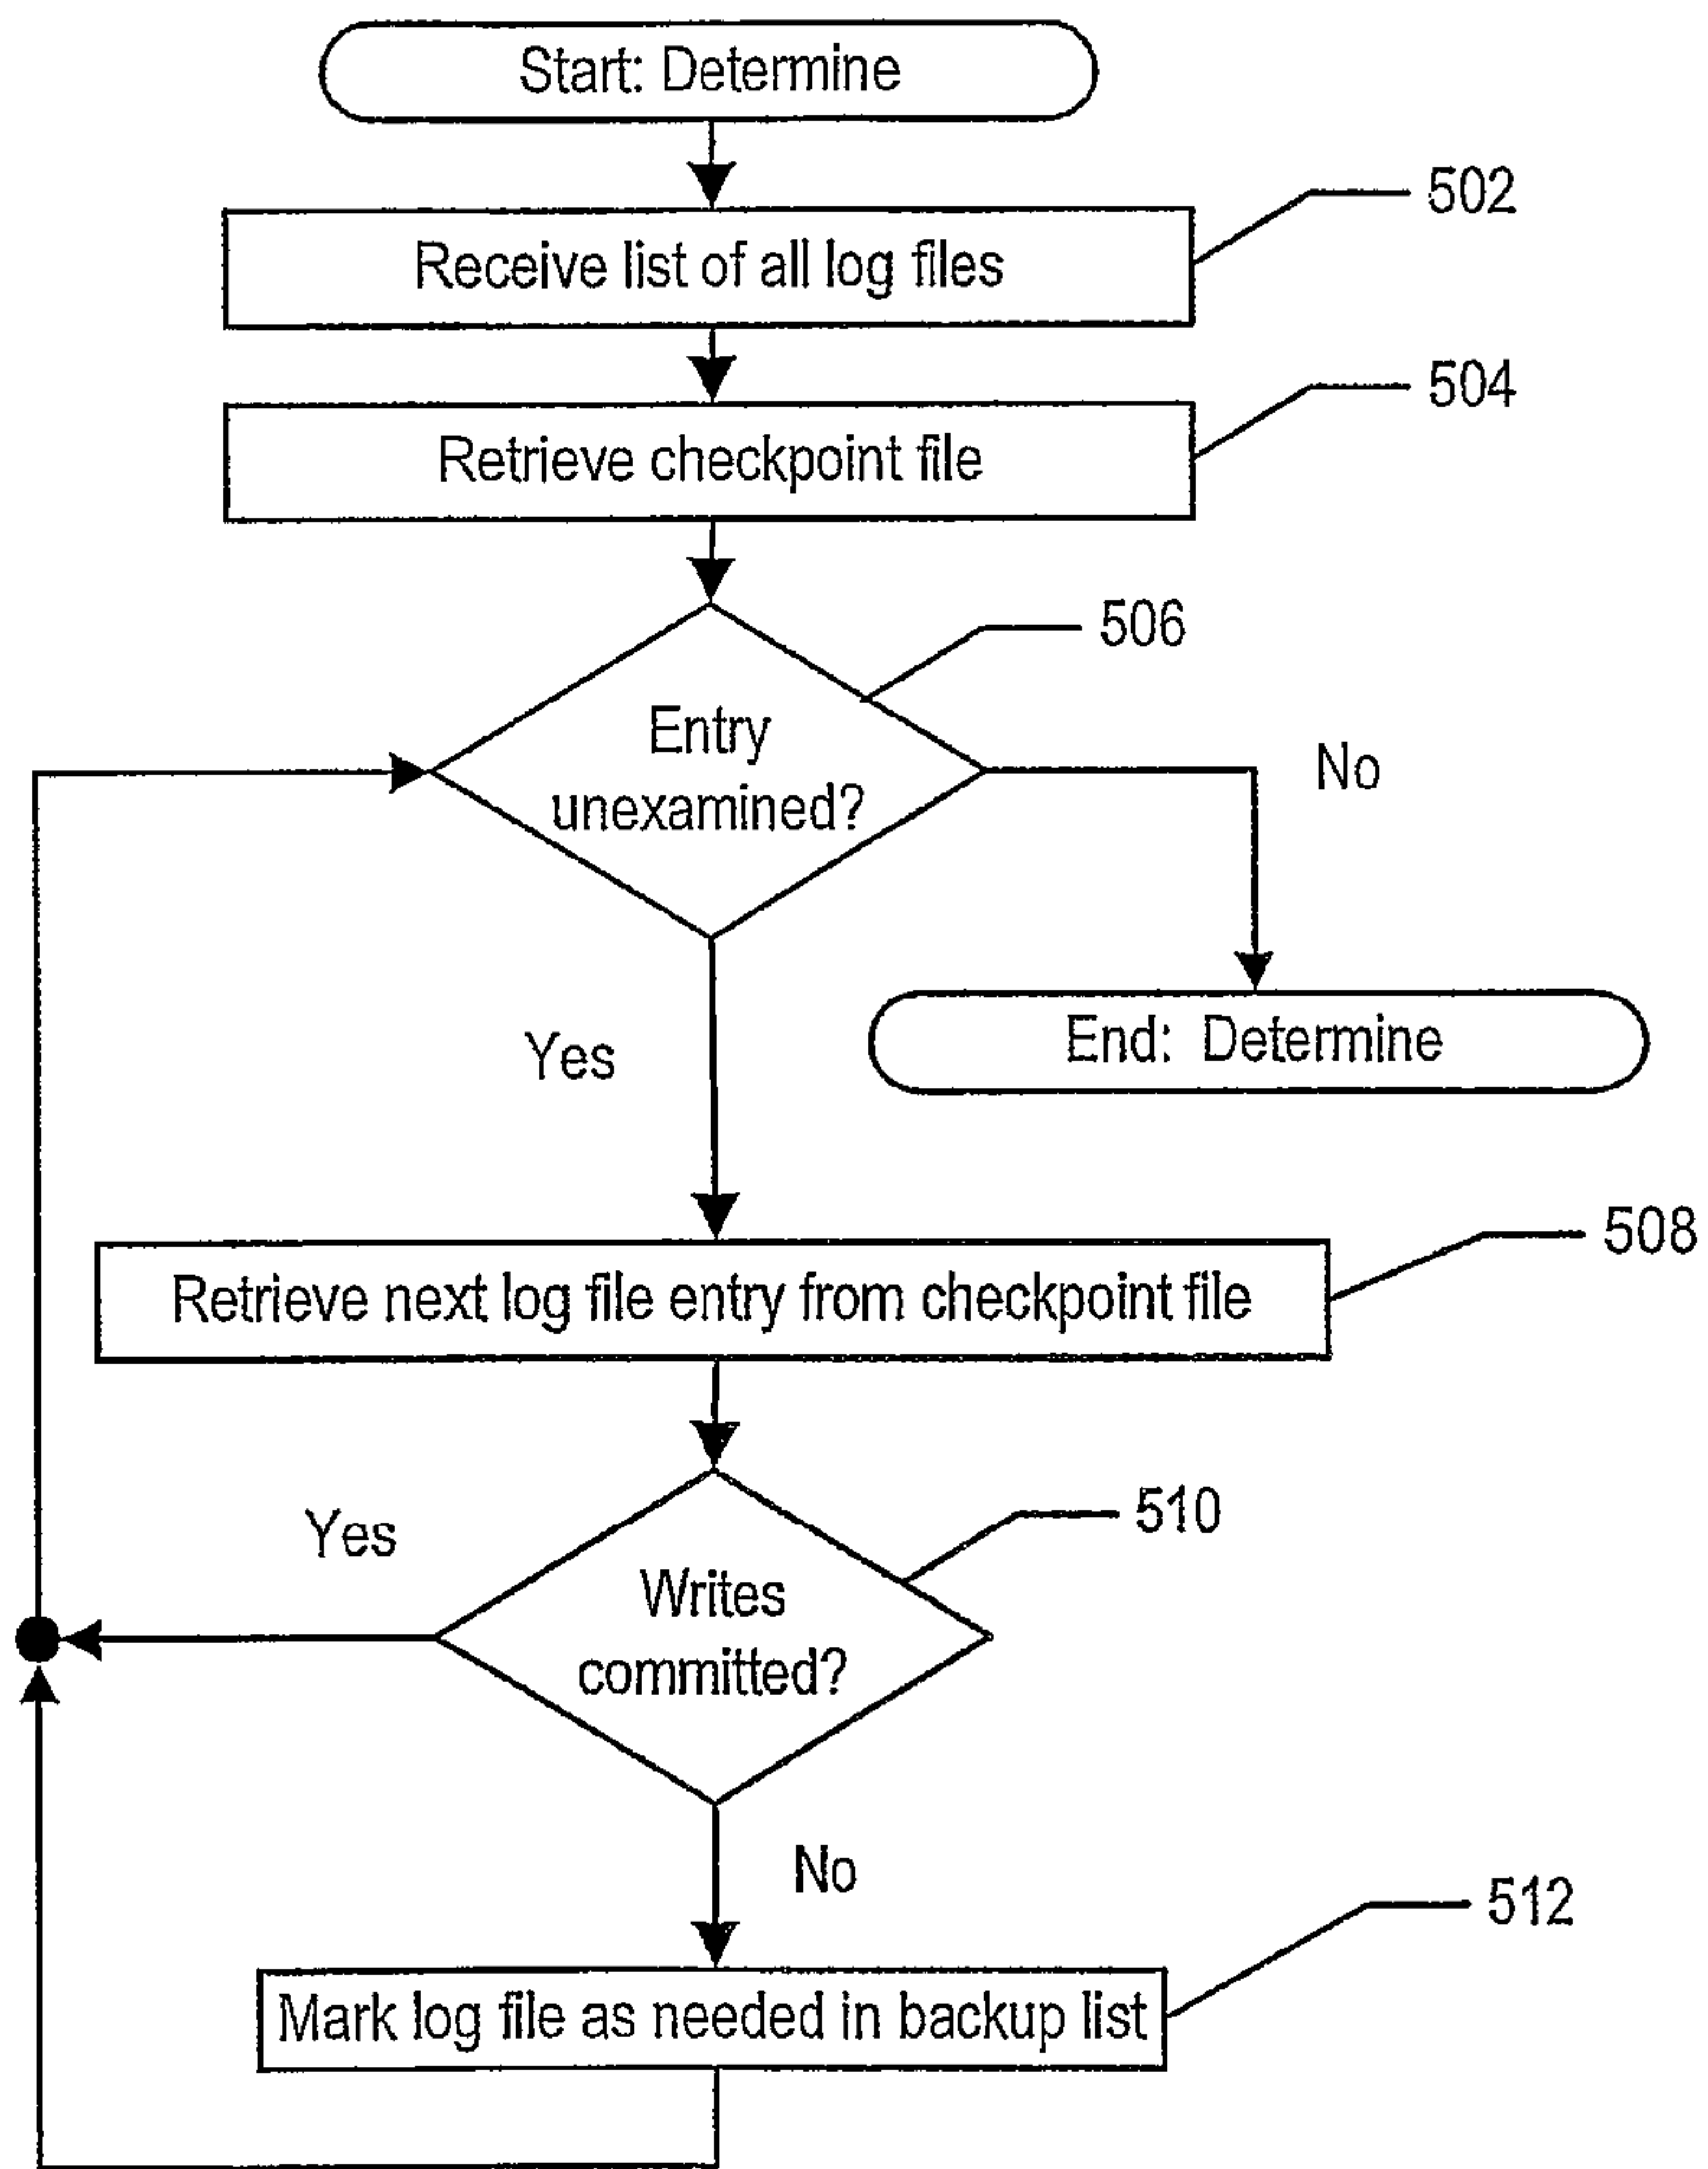 Start: Determine
502
Receive list of all log files
504
Retrieve checkpoint file
506
Entry
unexamined?
No
End: Determine
Yes
508
Retrieve next log file entry from checkpoint file
510
Yes
Writes
committed?
No
512
Mark log file as needed in backup list